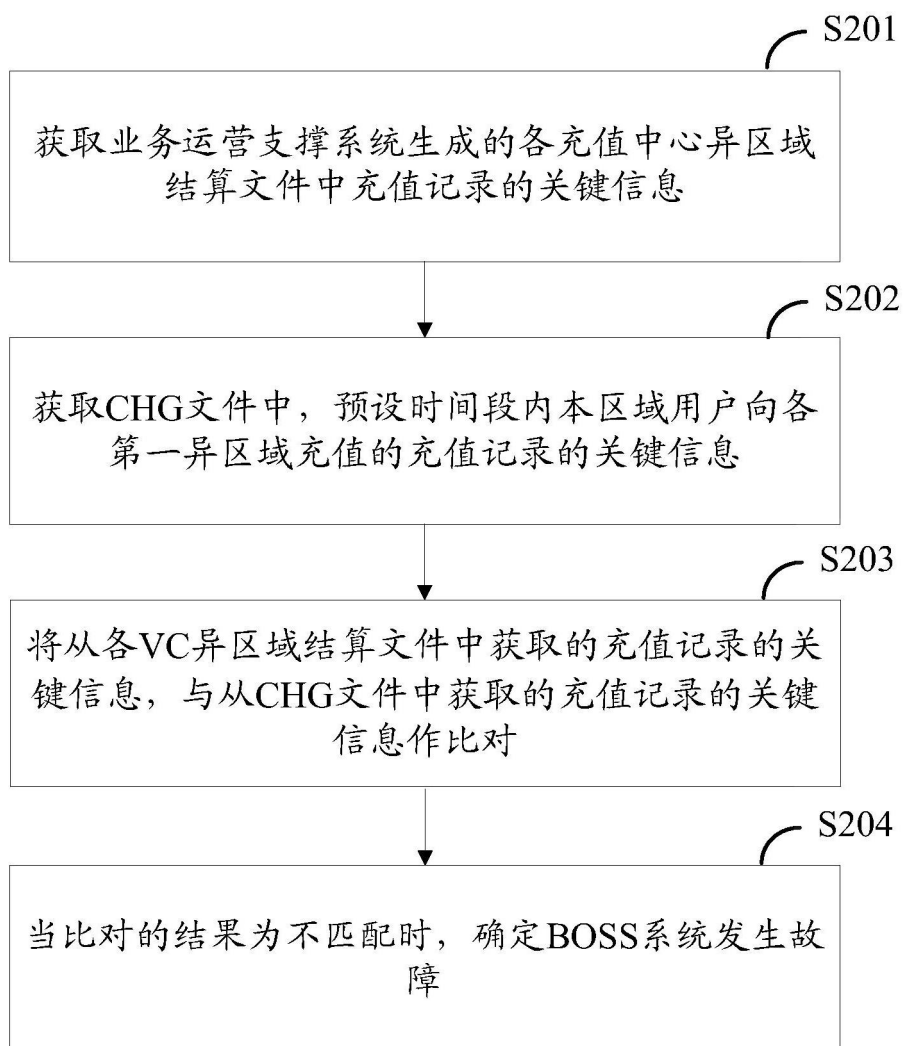 S201
获取业务运营支撑系统生成的各充值中心异区域
结算文件中充值记录的关键信息
S202
获取CHG文件中，预设时间段内本区域用户向各
第一异区域充值的充值记录的关键信息
S203
将从各VC异区域结算文件中获取的充值记录的关
键信息，与从CHG文件中获取的充值记录的关键
信息作比对
S204
当比对的结果为不匹配时，确定BOSS系统发生故
障